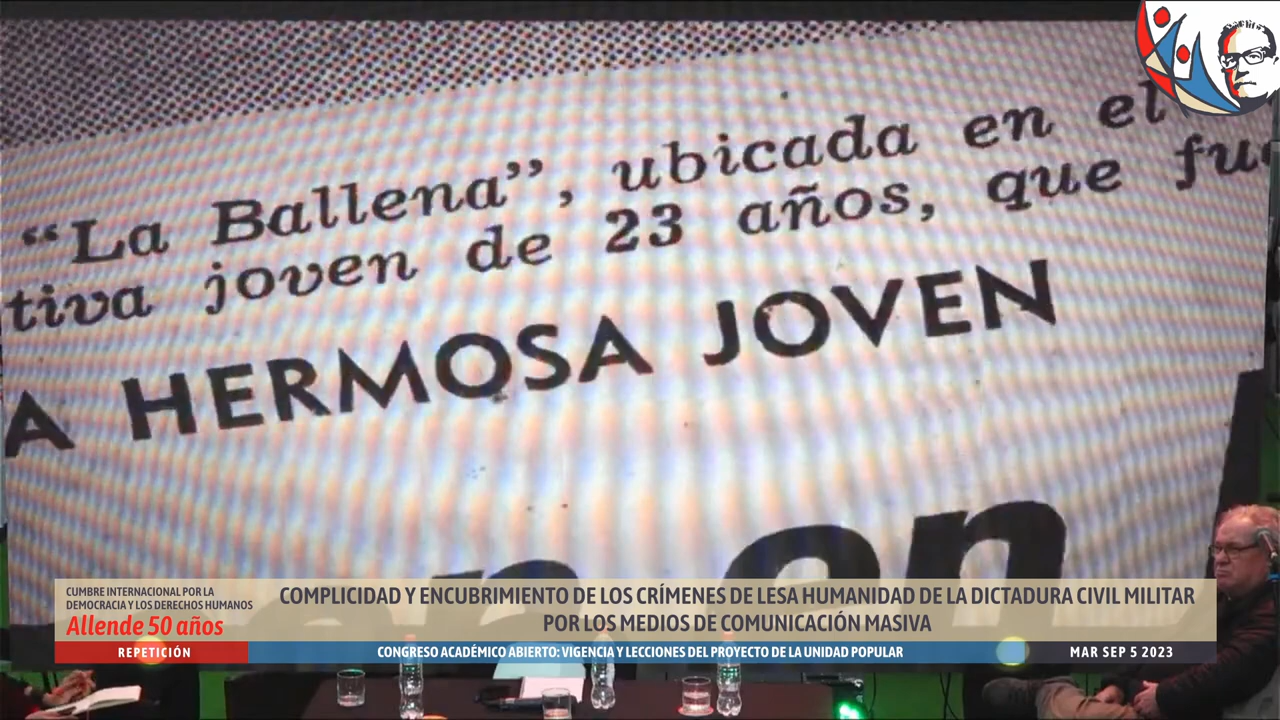 “La Ballena”, ubicada en el
tiva joven de 23 años, que fue
A HERMOSA JOVEN
en
CUMBRE INTERNACIONAL POR LA
DEMOCRACIA Y LOS DERECHOS HUMANOS
Allende 50 años
COMPLICIDAD Y ENCUBRIMIENTO DE LOS CRÍMENES DE LESA HUMANIDAD DE LA DICTADURA CIVIL MILITAR
POR LOS MEDIOS DE COMUNICACIÓN MASIVA
REPETICIÓN
CONGRESO ACADÉMICO ABIERTO: VIGENCIA Y LECCIONES DEL PROYECTO DE LA UNIDAD POPULAR
MAR SEP 5 2023